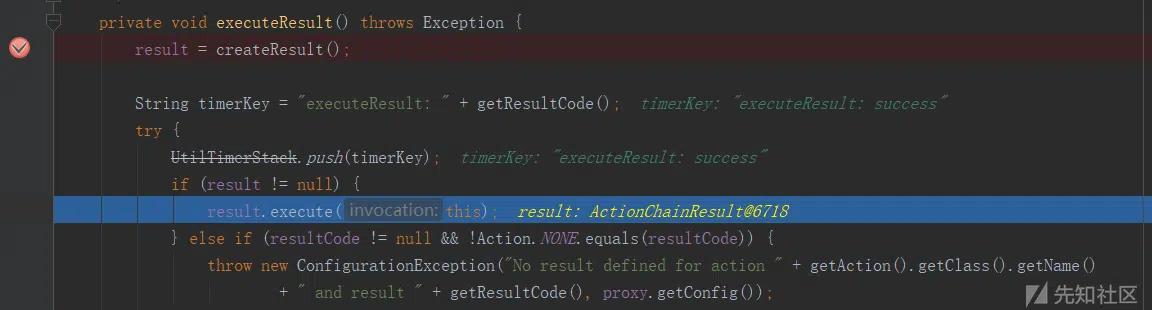 private void executeResult() throws Exception {
result = createResult();
String timerKey = "executeResult: " + getResultCode(); timerKey: "executeResult: success"
try {
UtilTimerStack.push(timerKey); timerKey: "executeResult: success"
if (result != null) {
result.execute( invocation: this); result: ActionChainResult@6718
} else if (resultCode != null && !Action.NONE.equals(resultCode)) {
throw new ConfigurationException("No result defined for action " + getAction().getClass().getName()
+ " and result " + getResultCode(), proxy.getConfig());
先知社区